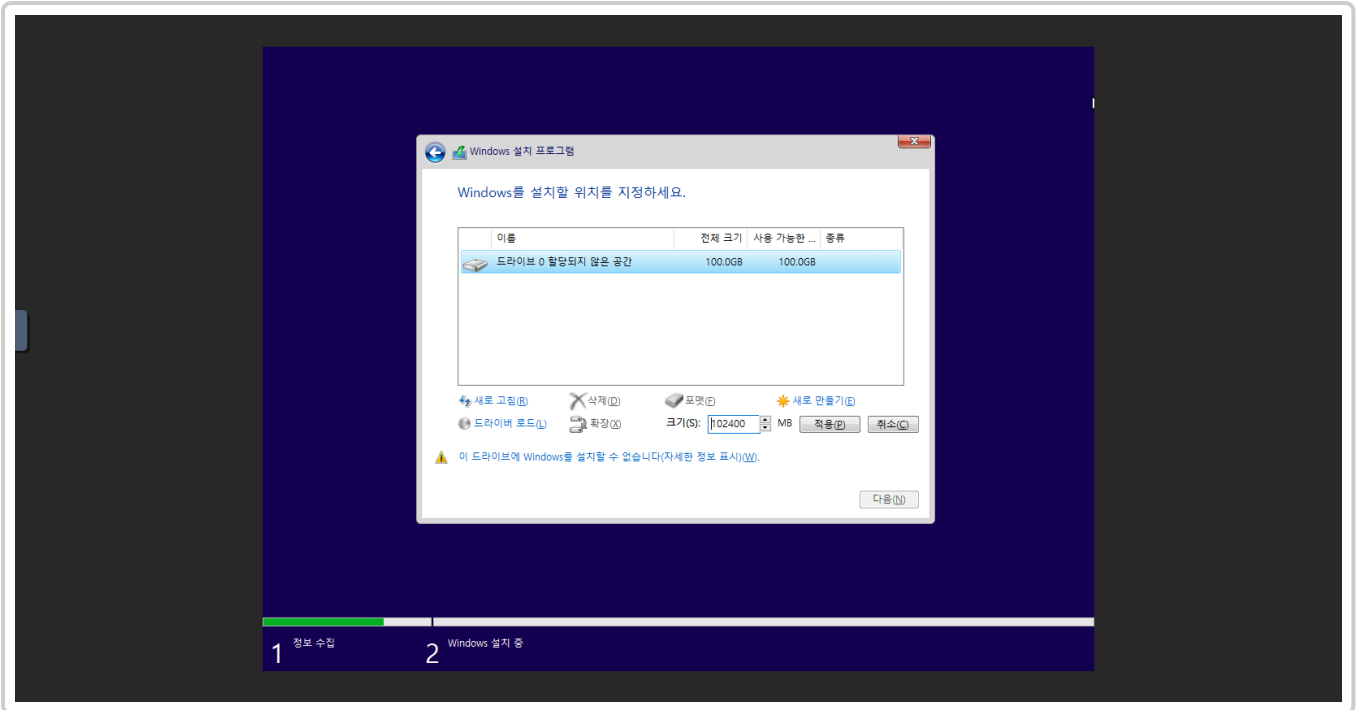 Windows 설치 프로그램
Windows를 설치할 위치를 지정하세요.
이름 전체 크기 사용 가능한 ... 종류
드라이브 0 할당되지 않은 공간 100.0GB 100.0GB
새로 고침(R) 삭제(D) 포맷(F) 새로 만들기(E)
드라이버 로드(L) 확장(X) 크기(S): 102400 MB 적용(P) 취소(C)
이 드라이브에 Windows를 설치할 수 없습니다(자세한 정보 표시)(W).
다음(N)
1 정보 수집 2 Windows 설치 중